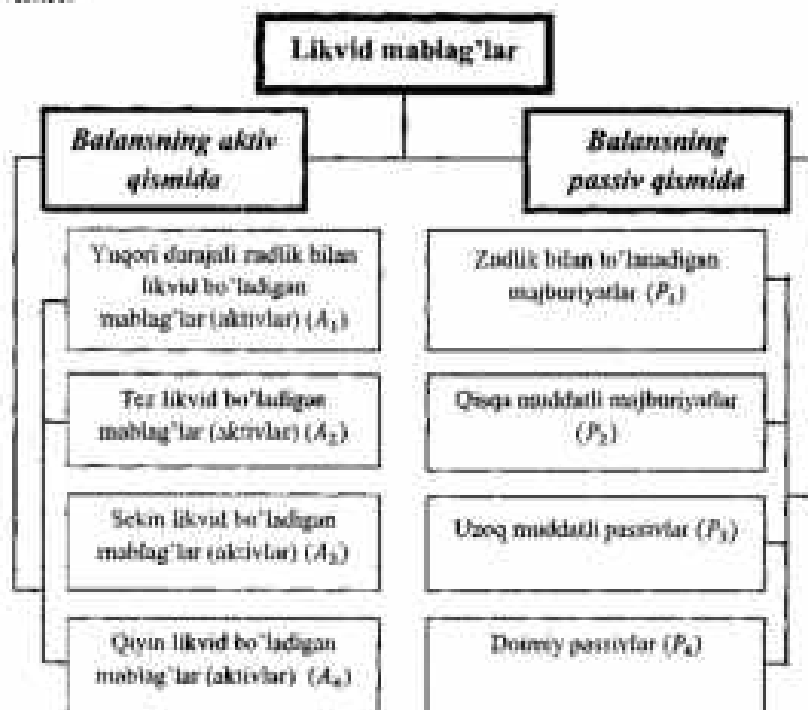 Likvid mablag'lar
Balansning aktiv
qismida
Balansning
passiv qismida
Yuqori darajali zudlik bilan
likvid bo'ladigan
mablag'lar (aktivlar) (A₁)
Tez likvid bo'ladigan
mablag'lar (aktivlar) (A₂)
Sekin likvid bo'ladigan
mablag'lar (aktivlar) (A₃)
Qiyin likvid bo'ladigan
mablag'lar (aktivlar) (A₄)
Zudlik bilan to'lanadigan
majburiyatlar (P₁)
Qisqa muddatli majburiyatlar
(P₂)
Uzoq muddatli passivlar (P₃)
Doimiy passivlar (P₄)